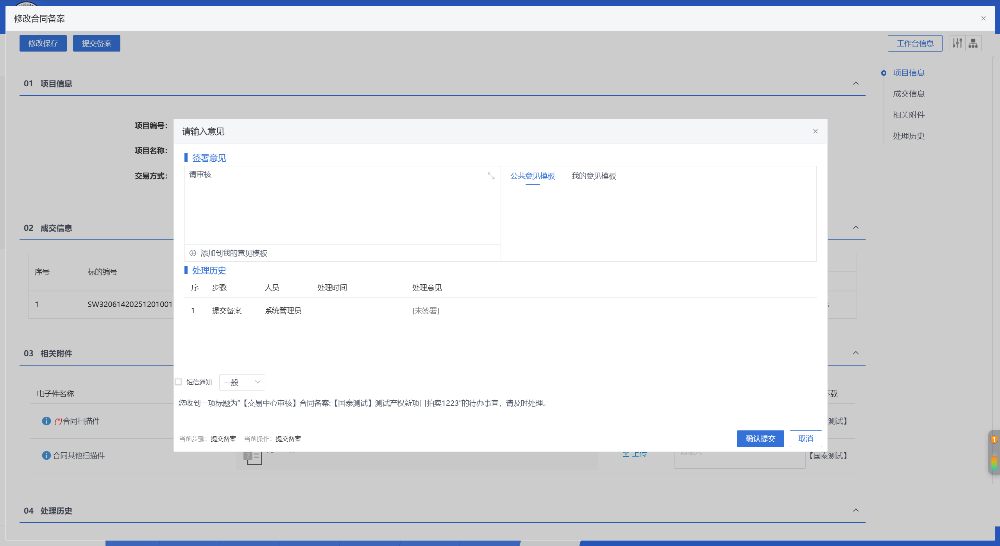 修改合同备案
修改保存 提交备案 工作台信息
项目信息
成交信息
相关附件
处理历史
01 项目信息
项目编号：
项目名称：
交易方式：
02 成交信息
序号 标的编号
1 SW32061420251201001
03 相关附件
电子件名称 下载
(*)合同扫描件 测试】
合同其他扫描件 上传 请输入 【国泰测试】
04 处理历史
请输入意见
签署意见
请审核
公共意见模板 我的意见模板
添加到我的意见模板
处理历史
序 步骤 人员 处理时间 处理意见
1 提交备案 系统管理员 -- [未签署]
短信通知 一般
您收到一项标题为“【交易中心审核】合同备案:【国泰测试】测试产权新项目拍卖1223”的待办事宜，请及时处理。
当前步骤：提交备案 当前操作：提交备案
确认提交 取消
1